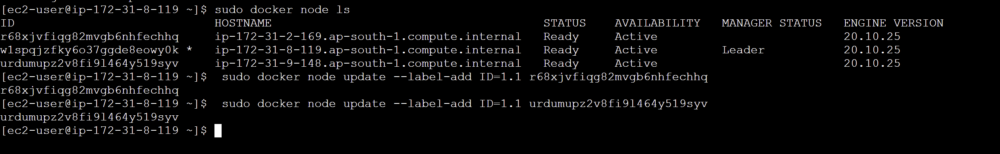 [ec2-user@ip-172-31-8-119 ~]$ sudo docker node ls
ID HOSTNAME STATUS AVAILABILITY MANAGER STATUS ENGINE VERSION
r68xjvfiqg82mvgb6nhfechhq ip-172-31-2-169.ap-south-1.compute.internal Ready Active 20.10.25
w1spqjzfky6o37ggde8eowy0k * ip-172-31-8-119.ap-south-1.compute.internal Ready Active Leader 20.10.25
urdumupz2v8fi9l464y519syv ip-172-31-9-148.ap-south-1.compute.internal Ready Active 20.10.25
[ec2-user@ip-172-31-8-119 ~]$ sudo docker node update --label-add ID=1.1 r68xjvfiqg82mvgb6nhfechhq
r68xjvfiqg82mvgb6nhfechhq
[ec2-user@ip-172-31-8-119 ~]$ sudo docker node update --label-add ID=1.1 urdumupz2v8fi9l464y519syv
urdumupz2v8fi9l464y519syv
[ec2-user@ip-172-31-8-119 ~]$